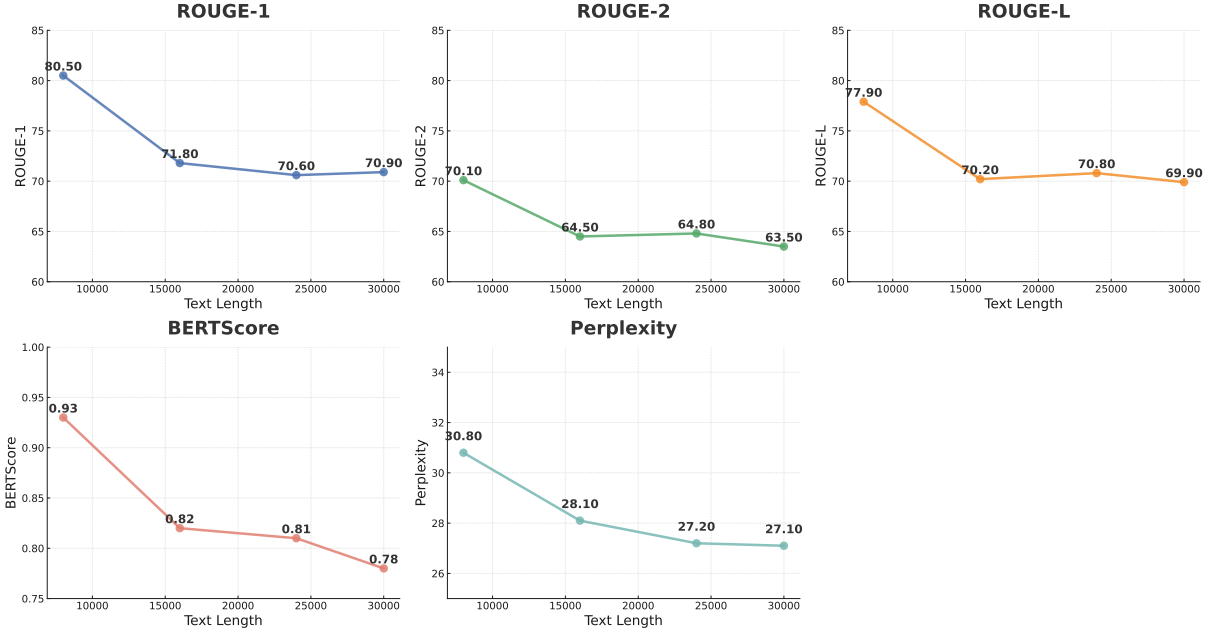 ROUGE-1
85
80
75
70
65
60
ROUGE-1
80.50
71.80
70.60
70.90
10000 15000 20000 25000 30000
Text Length
ROUGE-2
85
80
75
70
65
60
ROUGE-2
70.10
64.50
64.80
63.50
10000 15000 20000 25000 30000
Text Length
ROUGE-L
85
80
75
70
65
60
ROUGE-L
77.90
70.20
70.80
69.90
10000 15000 20000 25000 30000
Text Length
BERTScore
1.00
0.95
0.90
0.85
0.80
0.75
BERTScore
0.93
0.82
0.81
0.78
10000 15000 20000 25000 30000
Text Length
Perplexity
34
32
30
28
26
Perplexity
30.80
28.10
27.20
27.10
10000 15000 20000 25000 30000
Text Length